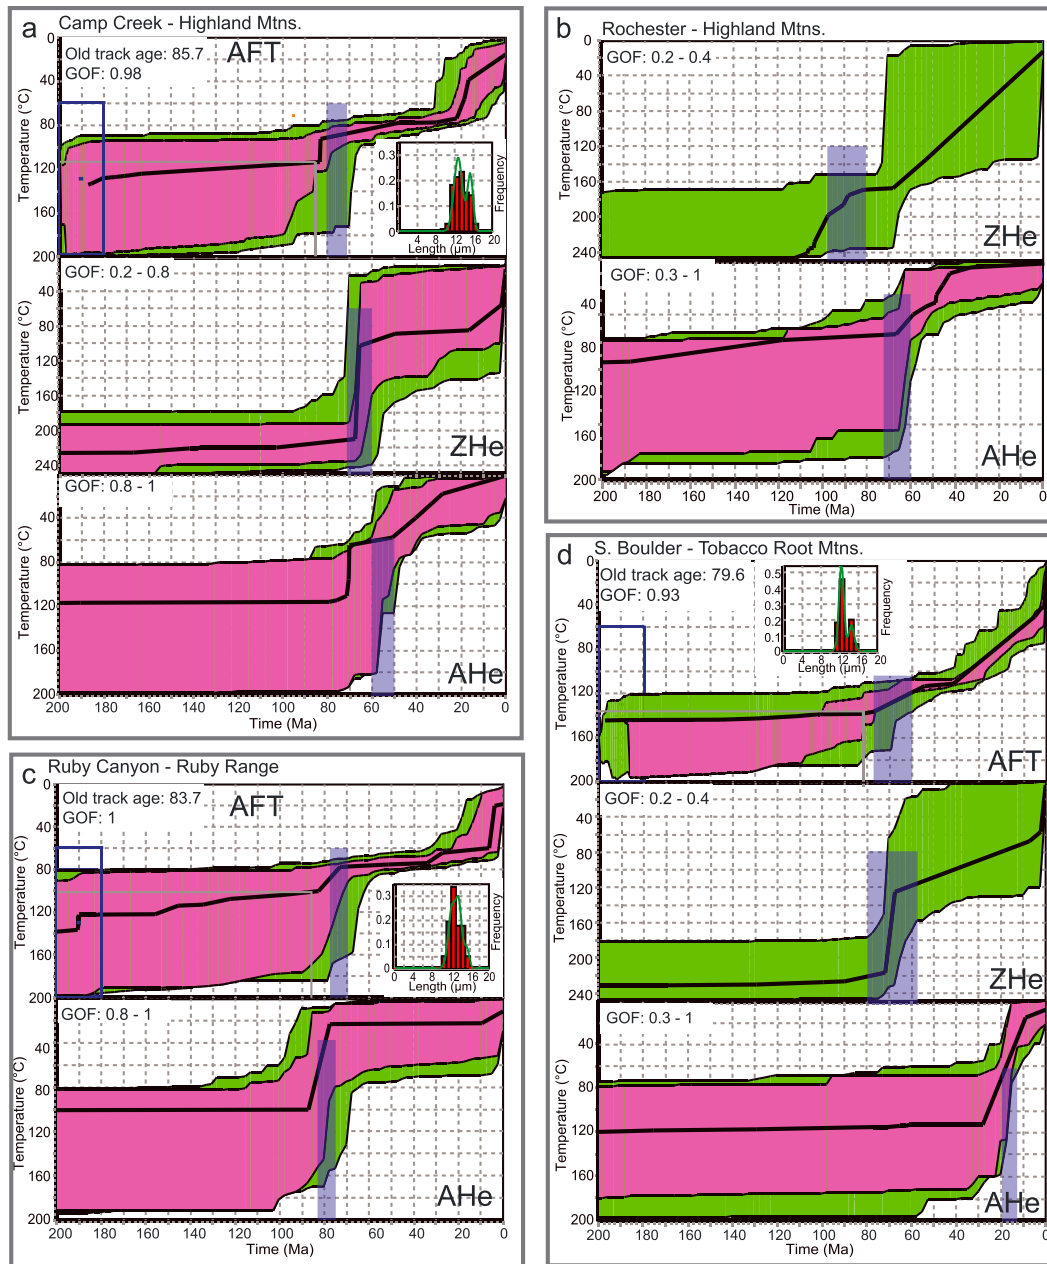 a
Camp Creek - Highland Mtns.
Old track age: 85.7
GOF: 0.98
AFT
Temperature (°C)
0
40
80
120
160
200
0.3
0.2
0.1
0
0 4 8 12 16 20
Length (µm)
Frequency
GOF: 0.2 - 0.8
Temperature (°C)
40
80
120
160
200
240
ZHe
GOF: 0.8 - 1
Temperature (°C)
40
80
120
160
200
AHe
200 180 160 140 120 100 80 60 40 20 0
Time (Ma)
b
Rochester - Highland Mtns.
GOF: 0.2 - 0.4
Temperature (°C)
0
40
80
120
160
200
240
ZHe
GOF: 0.3 - 1
Temperature (°C)
40
80
120
160
200
AHe
200 180 160 140 120 100 80 60 40 20 0
Time (Ma)
c
Ruby Canyon - Ruby Range
Old track age: 83.7
GOF: 1
AFT
Temperature (°C)
0
40
80
120
160
200
0.3
0.2
0.1
0
0 4 8 12 16 20
Length (µm)
Frequency
GOF: 0.8 - 1
Temperature (°C)
40
80
120
160
200
AHe
200 180 160 140 120 100 80 60 40 20 0
Time (Ma)
d
S. Boulder - Tobacco Root Mtns.
Old track age: 79.6
GOF: 0.93
Temperature (°C)
0
40
80
120
160
200
0.5
0.4
0.3
0.2
0.1
0
0 4 8 12 16 20
Length (µm)
Frequency
AFT
GOF: 0.2 - 0.4
Temperature (°C)
40
80
120
160
200
240
ZHe
GOF: 0.3 - 1
Temperature (°C)
40
80
120
160
200
AHe
200 180 160 140 120 100 80 60 40 20 0
Time (Ma)